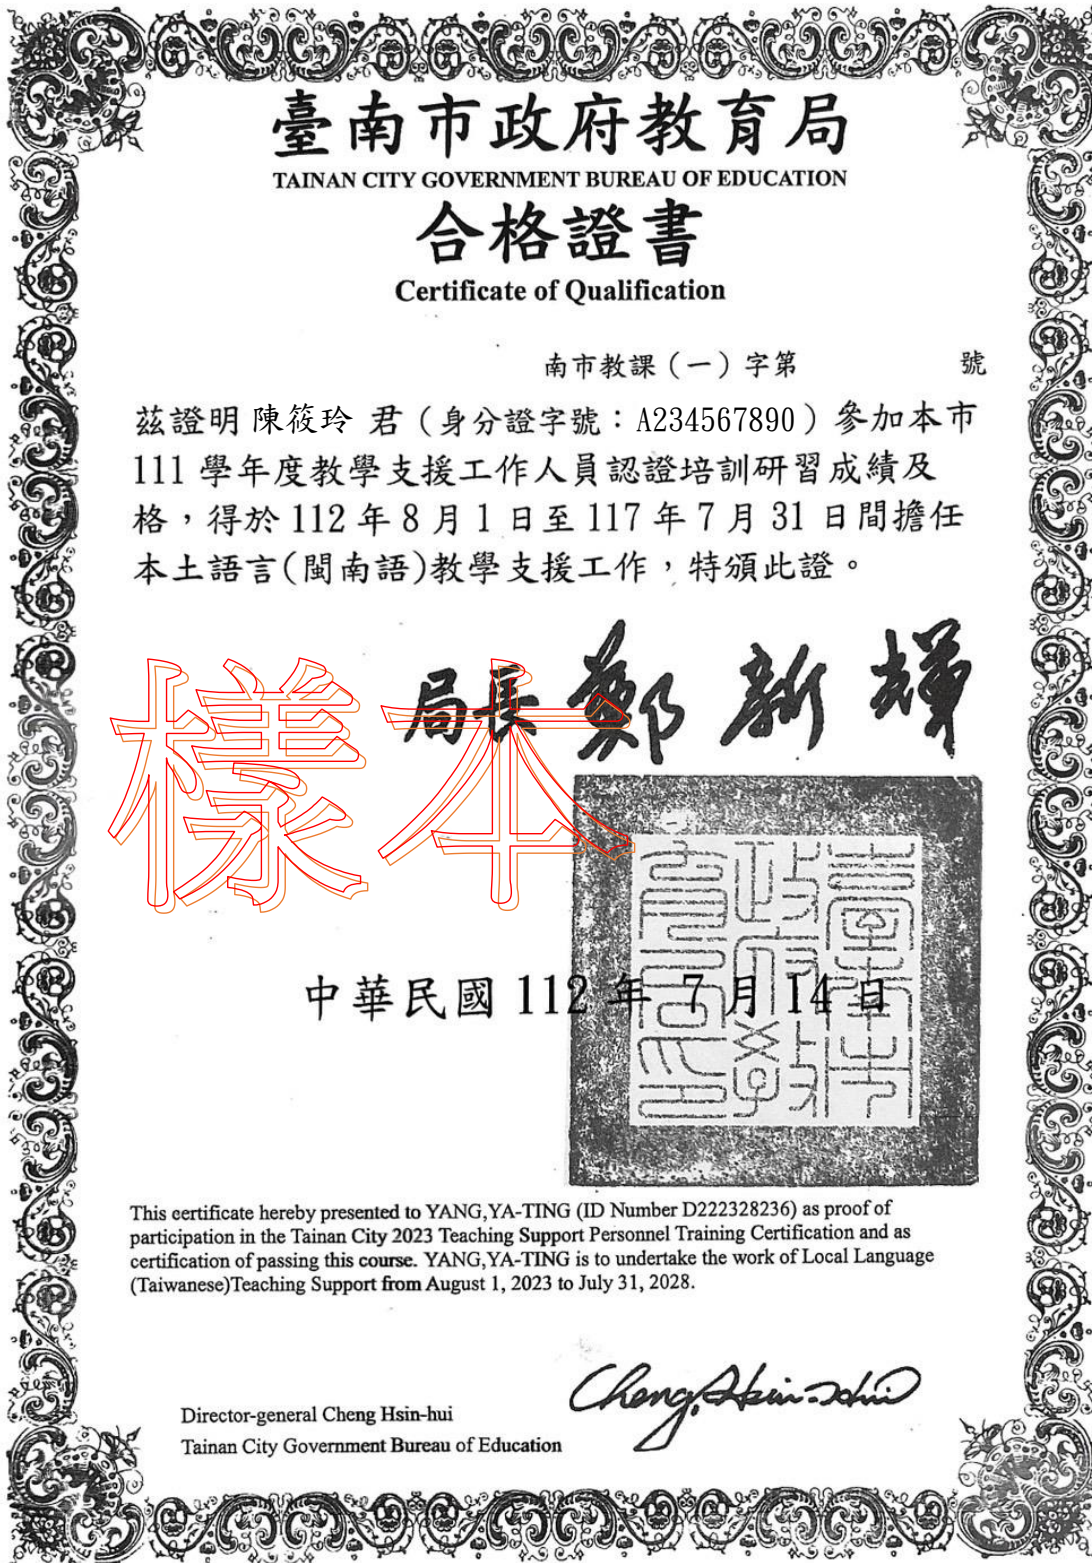 臺南市政府教育局
TAINAN CITY GOVERNMENT BUREAU OF EDUCATION
合格證書
Certificate of Qualification
南市教課（一）字第 號
茲證明 陳筱玲 君（身分證字號：A234567890）參加本市
111 學年度教學支援工作人員認證培訓研習成績及
格，得於 112 年 8 月 1 日至 117 年 7 月 31 日間擔任
本土語言(閩南語)教學支援工作，特頒此證。
局長 鄭新輝
樣本
臺南市
政府教
育局印
中華民國 112 年 7 月 14 日
This certificate hereby presented to YANG,YA-TING (ID Number D222328236) as proof of
participation in the Tainan City 2023 Teaching Support Personnel Training Certification and as
certification of passing this course. YANG,YA-TING is to undertake the work of Local Language
(Taiwanese)Teaching Support from August 1, 2023 to July 31, 2028.
Cheng, Hsin-hui
Director-general Cheng Hsin-hui
Tainan City Government Bureau of Education